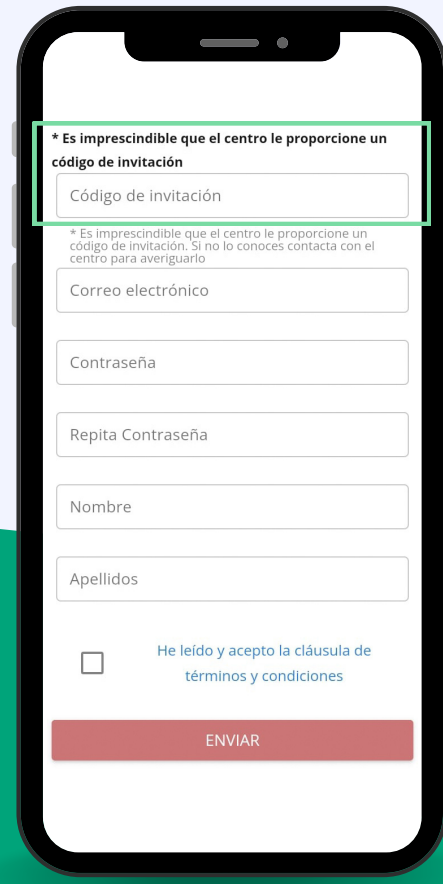 * Es imprescindible que el centro le proporcione un
código de invitación
Código de invitación
* Es imprescindible que el centro le proporcione un
código de invitación. Si no lo conoces contacta con el
centro para averiguarlo
Correo electrónico
Contraseña
Repita Contraseña
Nombre
Apellidos
He leído y acepto la cláusula de
términos y condiciones
ENVIAR